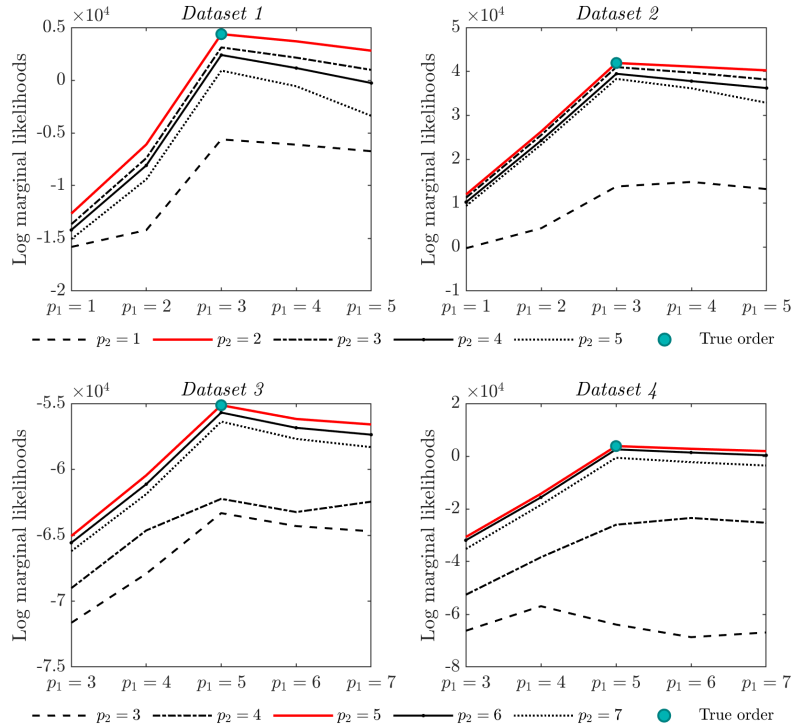 Dataset 1
×10⁴
Log marginal likelihoods
0.5
0
-0.5
-1
-1.5
-2
p₁ = 1 p₁ = 2 p₁ = 3 p₁ = 4 p₁ = 5
Dataset 2
×10⁴
Log marginal likelihoods
5
4
3
2
1
0
-1
p₁ = 1 p₁ = 2 p₁ = 3 p₁ = 4 p₁ = 5
p₂ = 1 p₂ = 2 p₂ = 3 p₂ = 4 p₂ = 5 True order
Dataset 3
×10⁴
Log marginal likelihoods
-5.5
-6
-6.5
-7
-7.5
p₁ = 3 p₁ = 4 p₁ = 5 p₁ = 6 p₁ = 7
Dataset 4
×10⁴
Log marginal likelihoods
2
0
-2
-4
-6
-8
p₁ = 3 p₁ = 4 p₁ = 5 p₁ = 6 p₁ = 7
p₂ = 3 p₂ = 4 p₂ = 5 p₂ = 6 p₂ = 7 True order